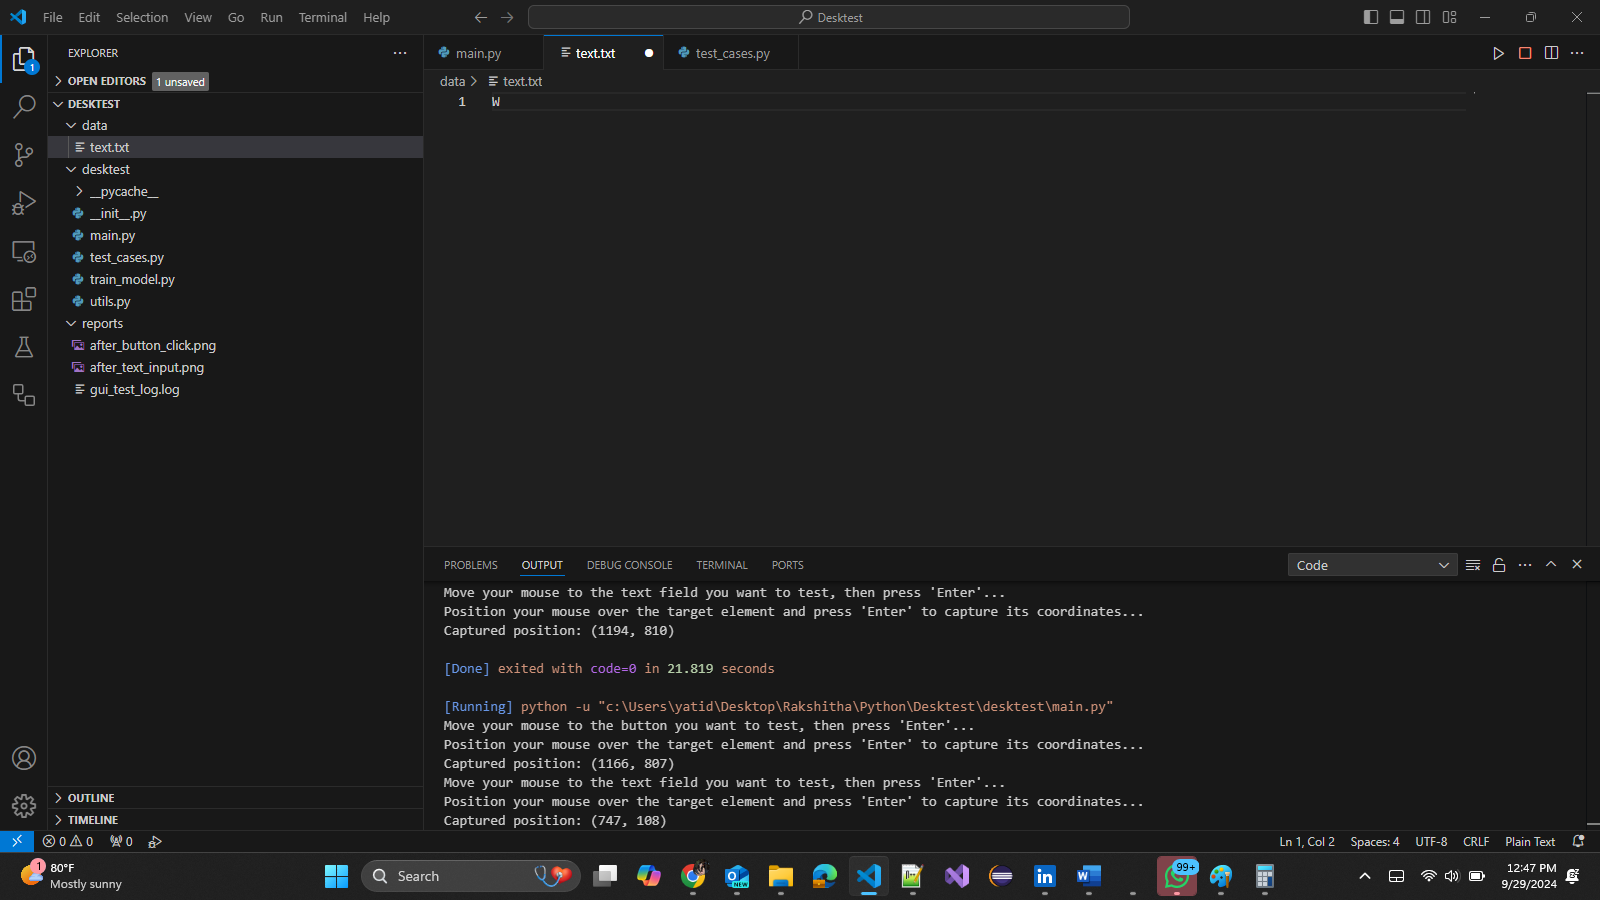 File Edit Selection View Go Run Terminal Help
Desktest
EXPLORER
1
OPEN EDITORS 1 unsaved
DESKTEST
data
text.txt
desktest
__pycache__
__init__.py
main.py
test_cases.py
train_model.py
utils.py
reports
after_button_click.png
after_text_input.png
gui_test_log.log
OUTLINE
TIMELINE
main.py text.txt test_cases.py
data > text.txt
1 W
PROBLEMS OUTPUT DEBUG CONSOLE TERMINAL PORTS
Code
Move your mouse to the text field you want to test, then press 'Enter'...
Position your mouse over the target element and press 'Enter' to capture its coordinates...
Captured position: (1194, 810)
[Done] exited with code=0 in 21.819 seconds
[Running] python -u "c:\Users\yatid\Desktop\Rakshitha\Python\Desktest\desktest\main.py"
Move your mouse to the button you want to test, then press 'Enter'...
Position your mouse over the target element and press 'Enter' to capture its coordinates...
Captured position: (1166, 807)
Move your mouse to the text field you want to test, then press 'Enter'...
Position your mouse over the target element and press 'Enter' to capture its coordinates...
Captured position: (747, 108)
0 0 0
Ln 1, Col 2 Spaces: 4 UTF-8 CRLF Plain Text
1
80°F
Mostly sunny
Search
NEW
99+
12:47 PM
9/29/2024